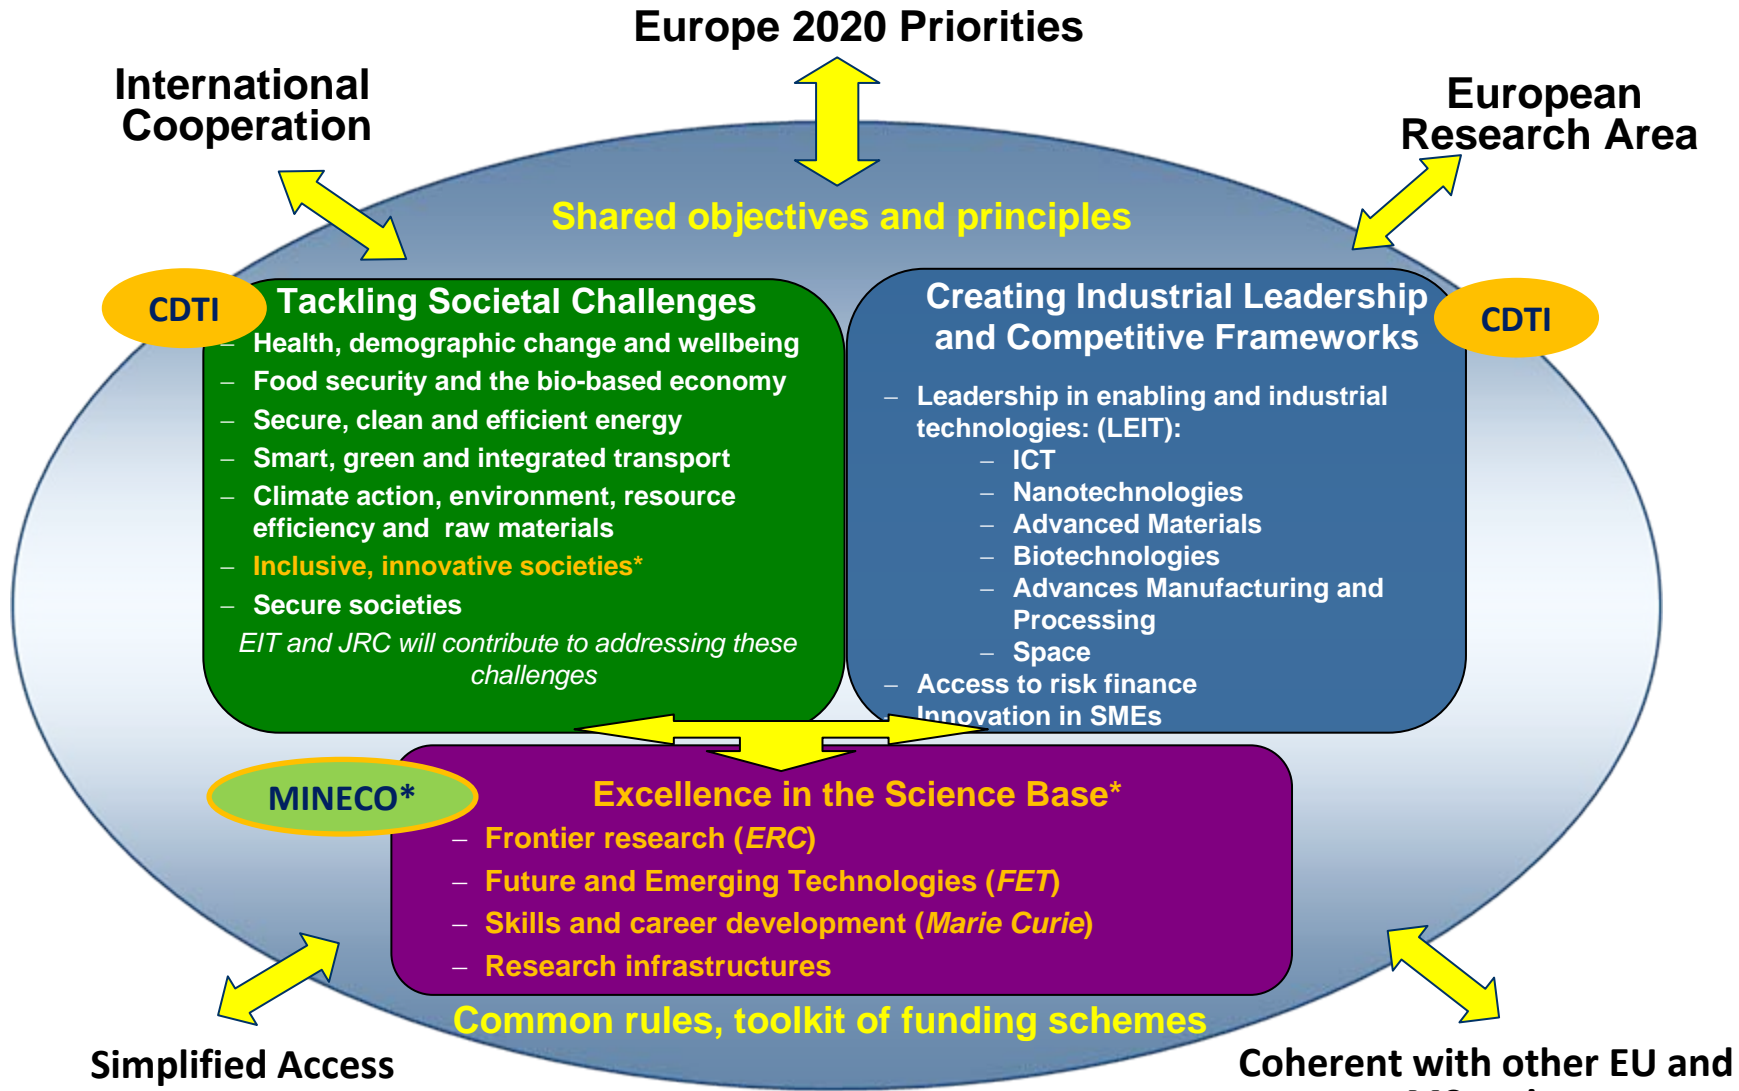 Europe 2020 Priorities
International
Cooperation
European
Research Area
Shared objectives and principles
CDTI
Tackling Societal Challenges
– Health, demographic change and wellbeing
– Food security and the bio-based economy
– Secure, clean and efficient energy
– Smart, green and integrated transport
– Climate action, environment, resource
efficiency and raw materials
– Inclusive, innovative societies*
– Secure societies
EIT and JRC will contribute to addressing these
challenges
Creating Industrial Leadership
and Competitive Frameworks
CDTI
– Leadership in enabling and industrial
technologies: (LEIT):
– ICT
– Nanotechnologies
– Advanced Materials
– Biotechnologies
– Advances Manufacturing and
Processing
– Space
– Access to risk finance
Innovation in SMEs
MINECO*
Excellence in the Science Base*
– Frontier research (ERC)
– Future and Emerging Technologies (FET)
– Skills and career development (Marie Curie)
– Research infrastructures
Common rules, toolkit of funding schemes
Simplified Access
Coherent with other EU and